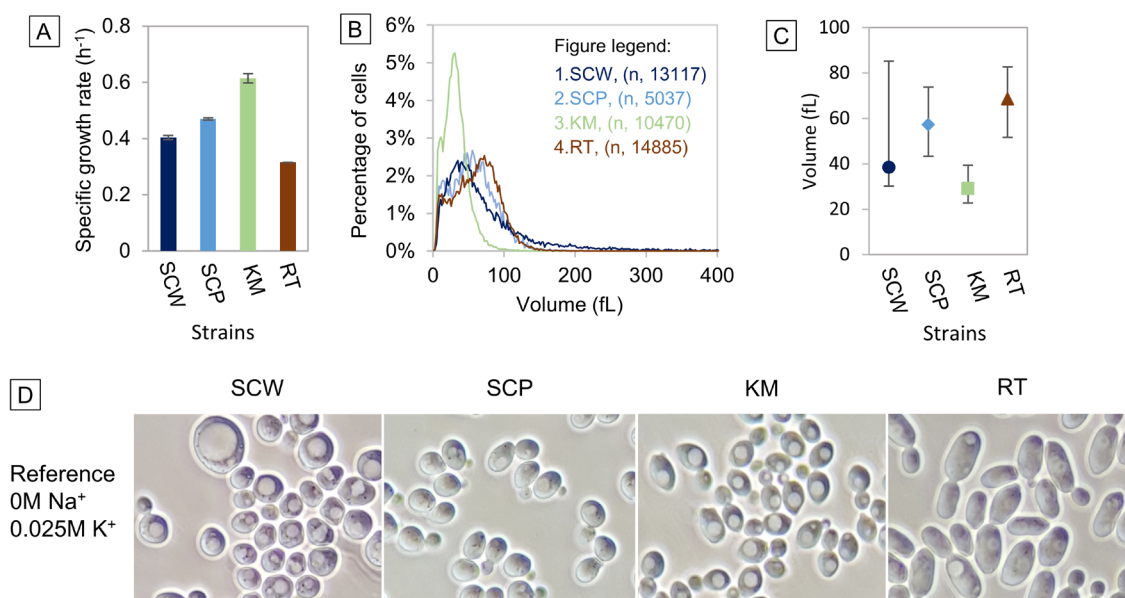 A
Specific growth rate (h-1)
0.8
0.6
0.4
0.2
0
SCW
SCP
KM
RT
Strains
B
Percentage of cells
6%
5%
4%
3%
2%
1%
0%
0
100
200
300
400
Volume (fL)
Figure legend:
1.SCW, (n, 13117)
2.SCP, (n, 5037)
3.KM, (n, 10470)
4.RT, (n, 14885)
C
Volume (fL)
100
80
60
40
20
0
SCW
SCP
KM
RT
Strains
D
SCW
SCP
KM
RT
Reference
0M Na+
0.025M K+